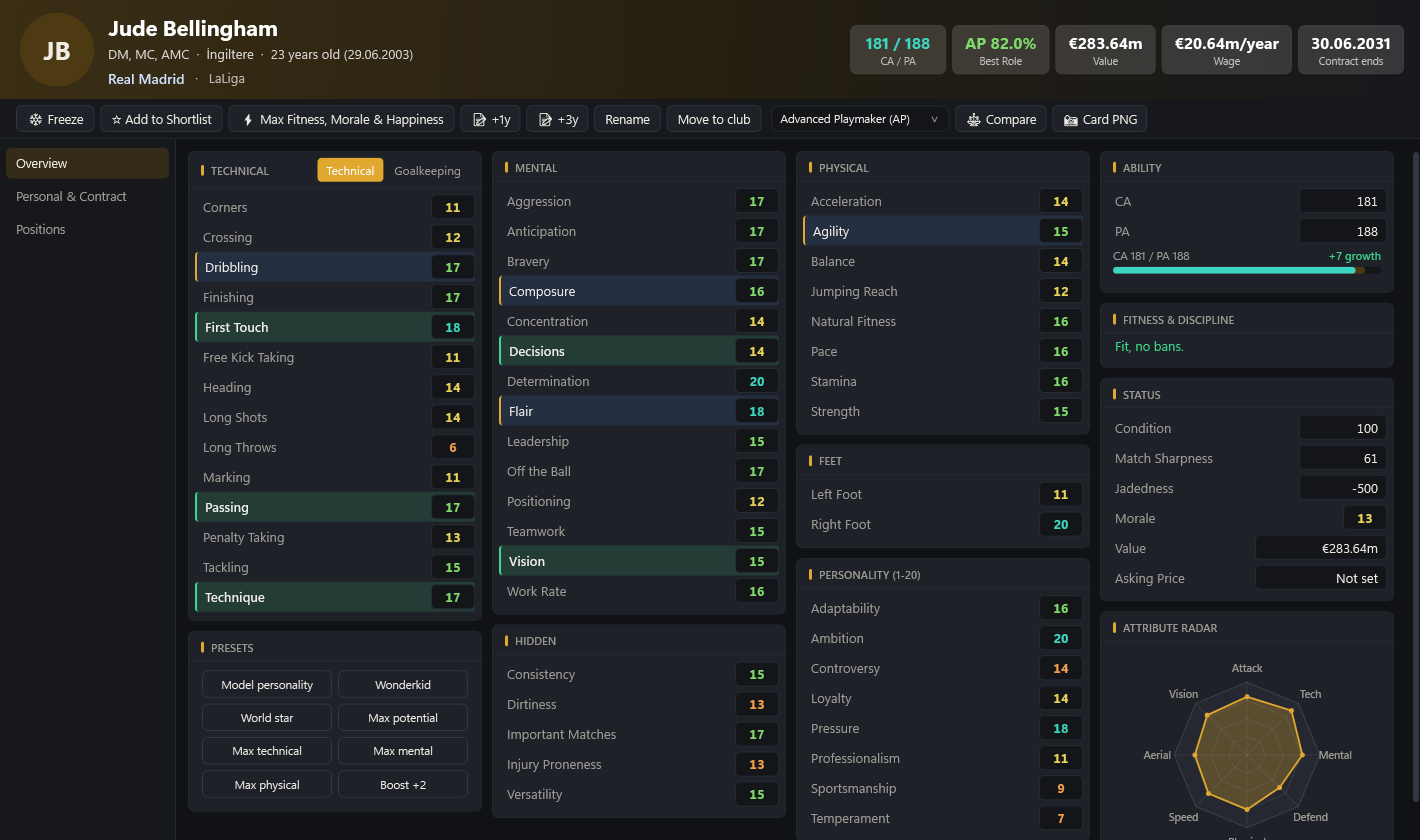 JB
Jude Bellingham
DM, MC, AMC · İngiltere · 23 years old (29.06.2003)
Real Madrid · LaLiga
181 / 188
CA / PA
AP 82.0%
Best Role
€283.64m
Value
€20.64m/year
Wage
30.06.2031
Contract ends
Freeze
Add to Shortlist
Max Fitness, Morale & Happiness
+1y
+3y
Rename
Move to club
Advanced Playmaker (AP)
Compare
Card PNG
Overview
Personal & Contract
Positions
TECHNICAL
Technical
Goalkeeping
Corners 11
Crossing 12
Dribbling 17
Finishing 17
First Touch 18
Free Kick Taking 11
Heading 14
Long Shots 14
Long Throws 6
Marking 11
Passing 17
Penalty Taking 13
Tackling 15
Technique 17
PRESETS
Model personality
Wonderkid
World star
Max potential
Max technical
Max mental
Max physical
Boost +2
MENTAL
Aggression 17
Anticipation 17
Bravery 17
Composure 16
Concentration 14
Decisions 14
Determination 20
Flair 18
Leadership 15
Off the Ball 17
Positioning 12
Teamwork 15
Vision 15
Work Rate 16
HIDDEN
Consistency 15
Dirtiness 13
Important Matches 17
Injury Proneness 13
Versatility 15
PHYSICAL
Acceleration 14
Agility 15
Balance 14
Jumping Reach 12
Natural Fitness 16
Pace 16
Stamina 16
Strength 15
FEET
Left Foot 11
Right Foot 20
PERSONALITY (1-20)
Adaptability 16
Ambition 20
Controversy 14
Loyalty 14
Pressure 18
Professionalism 11
Sportsmanship 9
Temperament 7
ABILITY
CA 181
PA 188
CA 181 / PA 188 +7 growth
FITNESS & DISCIPLINE
Fit, no bans.
STATUS
Condition 100
Match Sharpness 61
Jadedness -500
Morale 13
Value €283.64m
Asking Price Not set
ATTRIBUTE RADAR
Attack
Vision Tech
Aerial Mental
Speed Defend